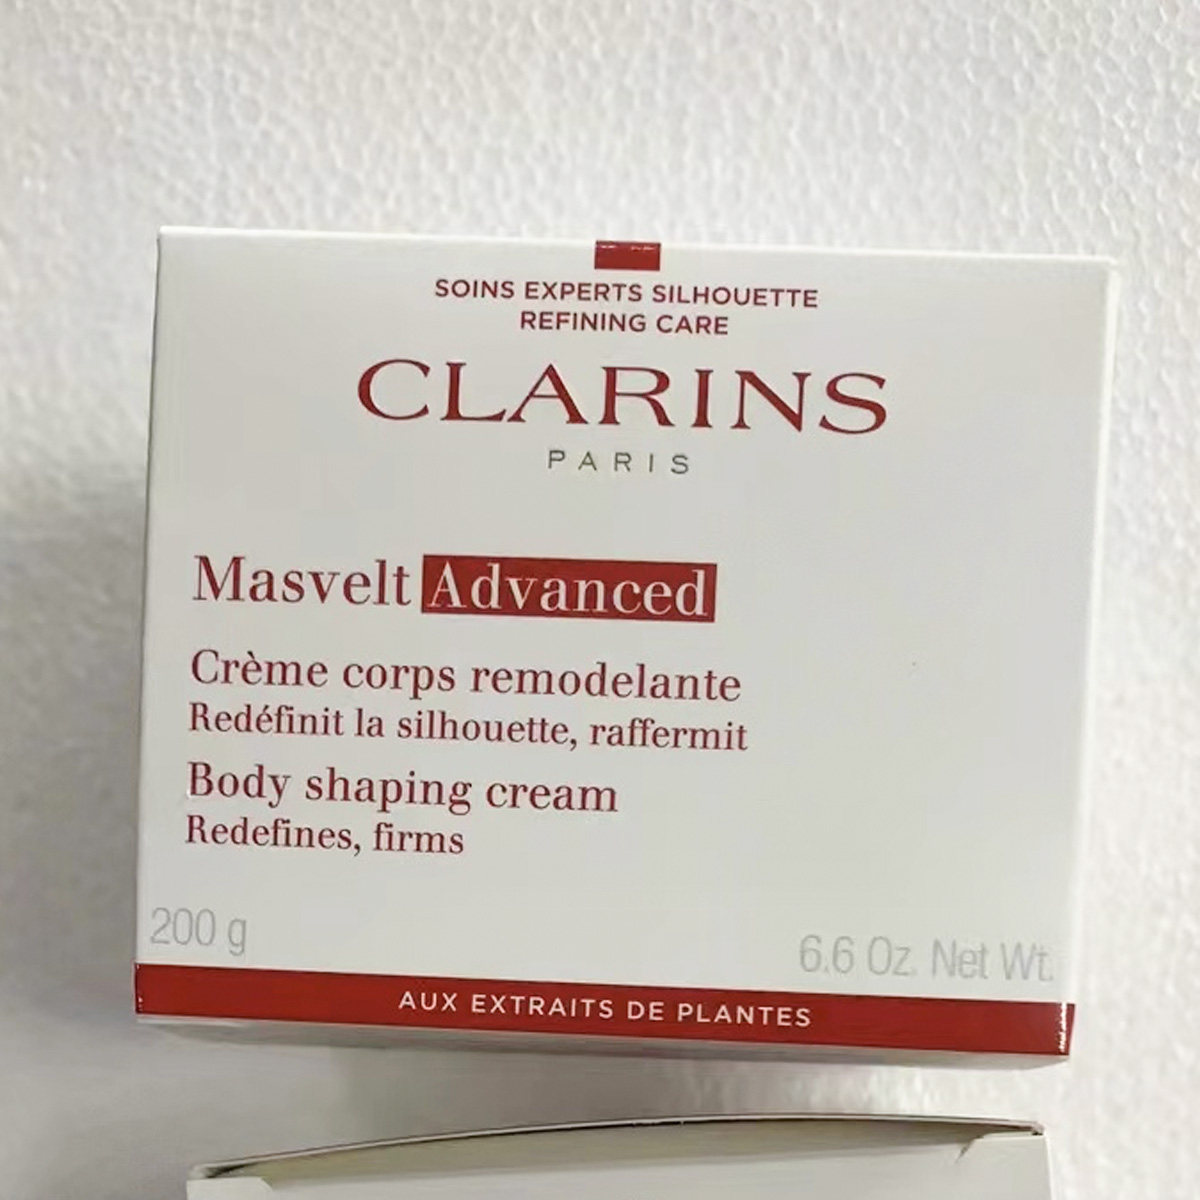 SOINS EXPERTS SILHOUETTE
REFINING CARE
CLARINS
PARIS
Masvelt Advanced
Crème corps remodelante
Redéfinit la silhouette, raffermit
Body shaping cream
Redefines, firms
200 g
6.6 Oz. Net Wt.
AUX EXTRAITS DE PLANTES